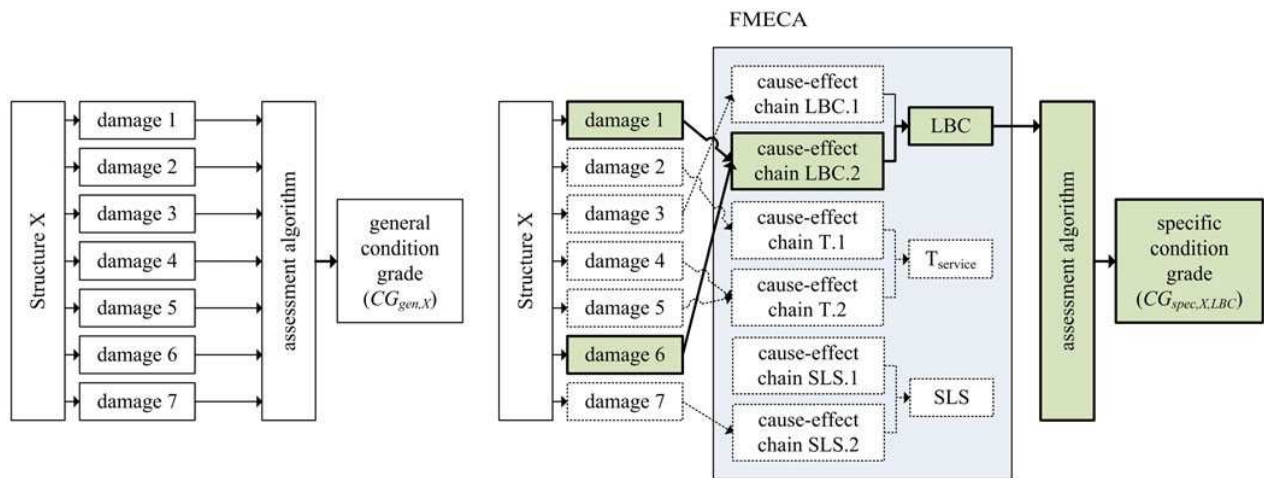 FMECA
Structure X
damage 1
damage 2
damage 3
damage 4
damage 5
damage 6
damage 7
assessment algorithm
general
condition
grade
(CGgen,X)
Structure X
damage 1
damage 2
damage 3
damage 4
damage 5
damage 6
damage 7
cause-effect
chain LBC.1
cause-effect
chain LBC.2
cause-effect
chain T.1
cause-effect
chain T.2
cause-effect
chain SLS.1
cause-effect
chain SLS.2
LBC
Tservice
SLS
assessment algorithm
specific
condition
grade
(CGspec,X,LBC)